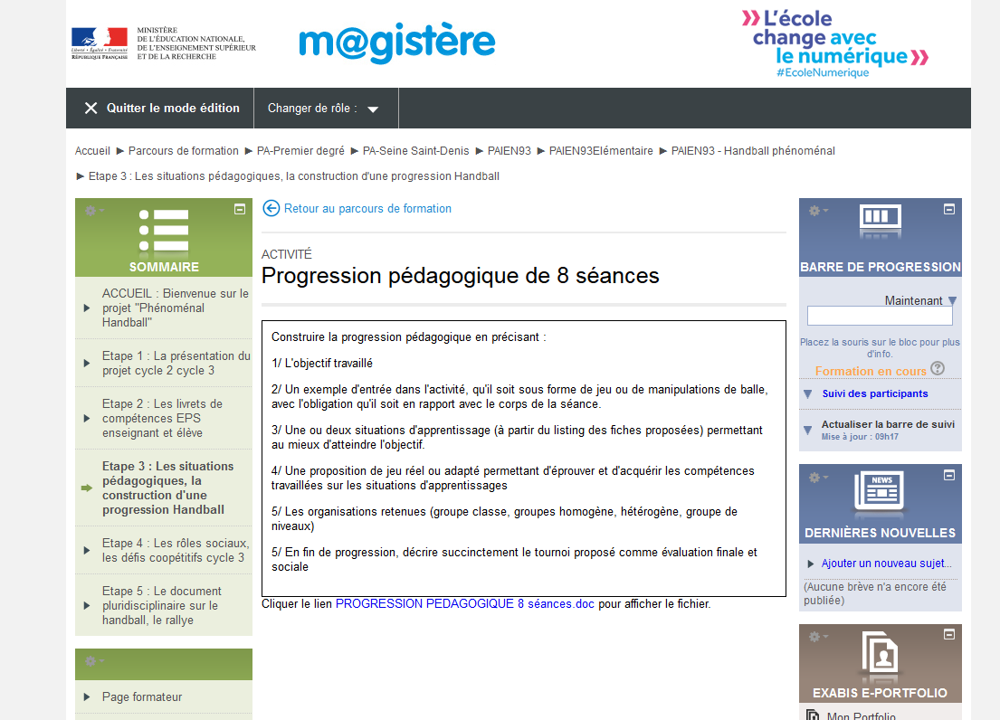 Liberté • Égalité • Fraternité
RÉPUBLIQUE FRANÇAISE
MINISTÈRE
DE L'ÉDUCATION NATIONALE,
DE L'ENSEIGNEMENT SUPÉRIEUR
ET DE LA RECHERCHE
m@gistère
L'école
change avec
le numérique
#EcoleNumerique
Quitter le mode édition
Changer de rôle :
Accueil ► Parcours de formation ► PA-Premier degré ► PA-Seine Saint-Denis ► PAIEN93 ► PAIEN93Elémentaire ► PAIEN93 - Handball phénoménal
► Etape 3 : Les situations pédagogiques, la construction d'une progression Handball
SOMMAIRE
ACCUEIL : Bienvenue sur le
projet "Phénoménal
Handball"
Etape 1 : La présentation du
projet cycle 2 cycle 3
Etape 2 : Les livrets de
compétences EPS
enseignant et élève
Etape 3 : Les situations
pédagogiques, la
construction d'une
progression Handball
Etape 4 : Les rôles sociaux,
les défis coopétitifs cycle 3
Etape 5 : Le document
pluridisciplinaire sur le
handball, le rallye
Page formateur
Retour au parcours de formation
ACTIVITÉ
Progression pédagogique de 8 séances
Construire la progression pédagogique en précisant :
1/ L'objectif travaillé
2/ Un exemple d'entrée dans l'activité, qu'il soit sous forme de jeu ou de manipulations de balle,
avec l'obligation qu'il soit en rapport avec le corps de la séance.
3/ Une ou deux situations d'apprentissage (à partir du listing des fiches proposées) permettant
au mieux d'atteindre l'objectif.
4/ Une proposition de jeu réel ou adapté permettant d'éprouver et d'acquérir les compétences
travaillées sur les situations d'apprentissages
5/ Les organisations retenues (groupe classe, groupes homogène, hétérogène, groupe de
niveaux)
5/ En fin de progression, décrire succinctement le tournoi proposé comme évaluation finale et
sociale
Cliquer le lien PROGRESSION PEDAGOGIQUE 8 séances.doc pour afficher le fichier.
BARRE DE PROGRESSION
Maintenant
Placez la souris sur le bloc pour plus
d'info.
Formation en cours ?
Suivi des participants
Actualiser la barre de suivi
Mise à jour : 09h17
NEWS
DERNIÈRES NOUVELLES
Ajouter un nouveau sujet...
(Aucune brève n'a encore été
publiée)
EXABIS E-PORTFOLIO
Mon Portfolio